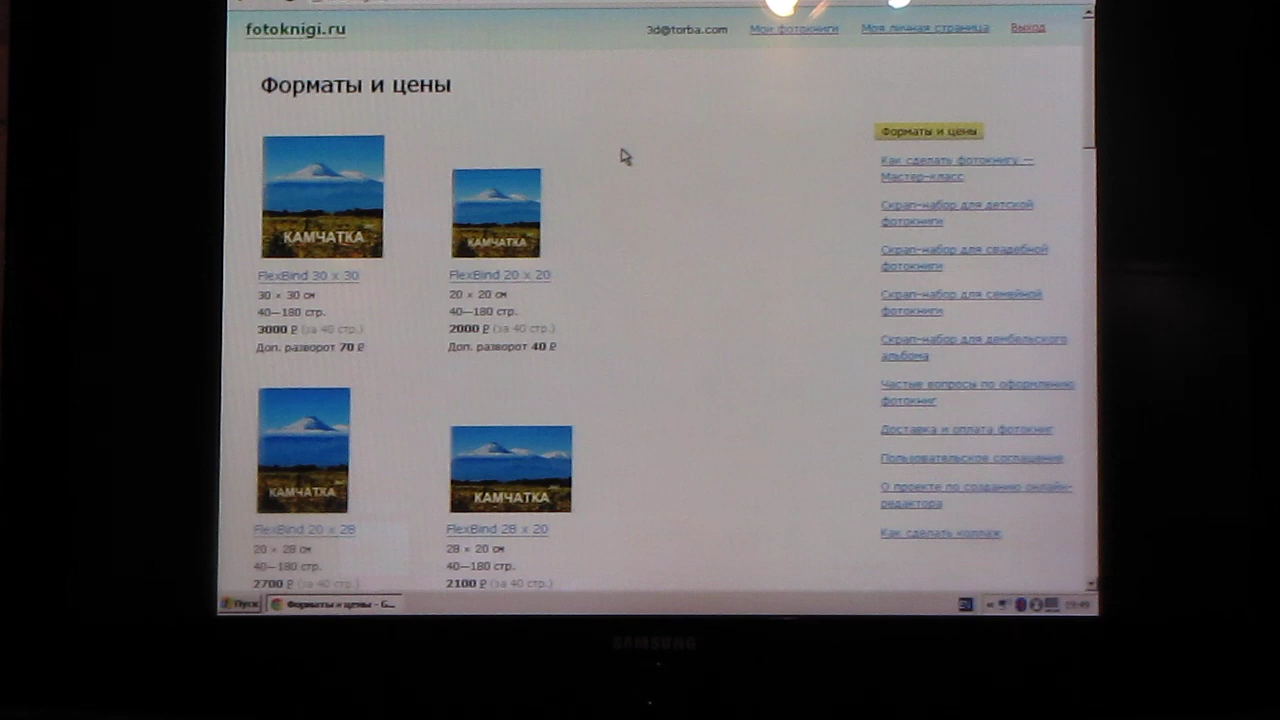 fotoknigi.ru
3d@torba.com Мои фотокниги Моя личная страница Выход
Форматы и цены
КАМЧАТКА
FlexBind 30 x 30
30 × 30 см
40—180 стр.
3000 ₽ (за 40 стр.)
Доп. разворот 70 ₽
КАМЧАТКА
FlexBind 20 x 20
20 × 20 см
40—180 стр.
2000 ₽ (за 40 стр.)
Доп. разворот 40 ₽
КАМЧАТКА
FlexBind 20 x 28
20 × 28 см
40—180 стр.
2700 ₽ (за 40 стр.)
КАМЧАТКА
FlexBind 28 x 20
28 × 20 см
40—180 стр.
2100 ₽ (за 40 стр.)
Форматы и цены
Как сделать фотокнигу —
Мастер-класс
Скрап-набор для детской
фотокниги
Скрап-набор для свадебной
фотокниги
Скрап-набор для семейной
фотокниги
Скрап-набор для дембельского
альбома
Частые вопросы по оформлению
фотокниг
Доставка и оплата фотокниг
Пользовательское соглашение
О проекте по созданию онлайн-
редактора
Как сделать коллаж
Пуск Форматы и цены - G... EN « 19:49
SAMSUNG